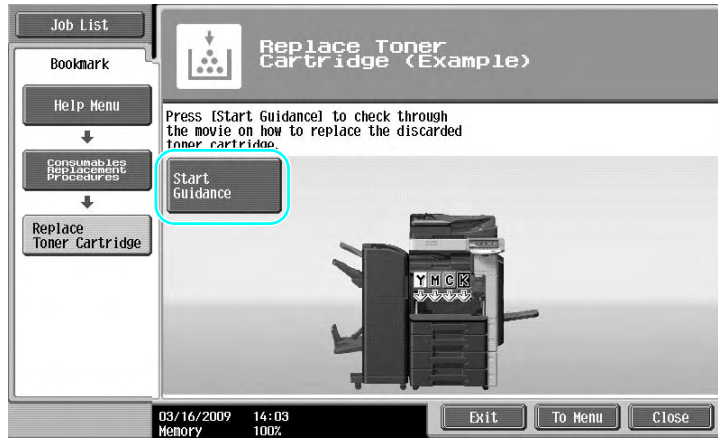 Job List
Bookmark
Help Menu
Consumables
Replacement
Procedures
Replace
Toner Cartridge
Replace Toner
Cartridge (Example)
Press [Start Guidance] to check through
the movie on how to replace the discarded
toner cartridge.
Start
Guidance
Y M C K
03/16/2009 14:03
Memory 100%
Exit
To Menu
Close